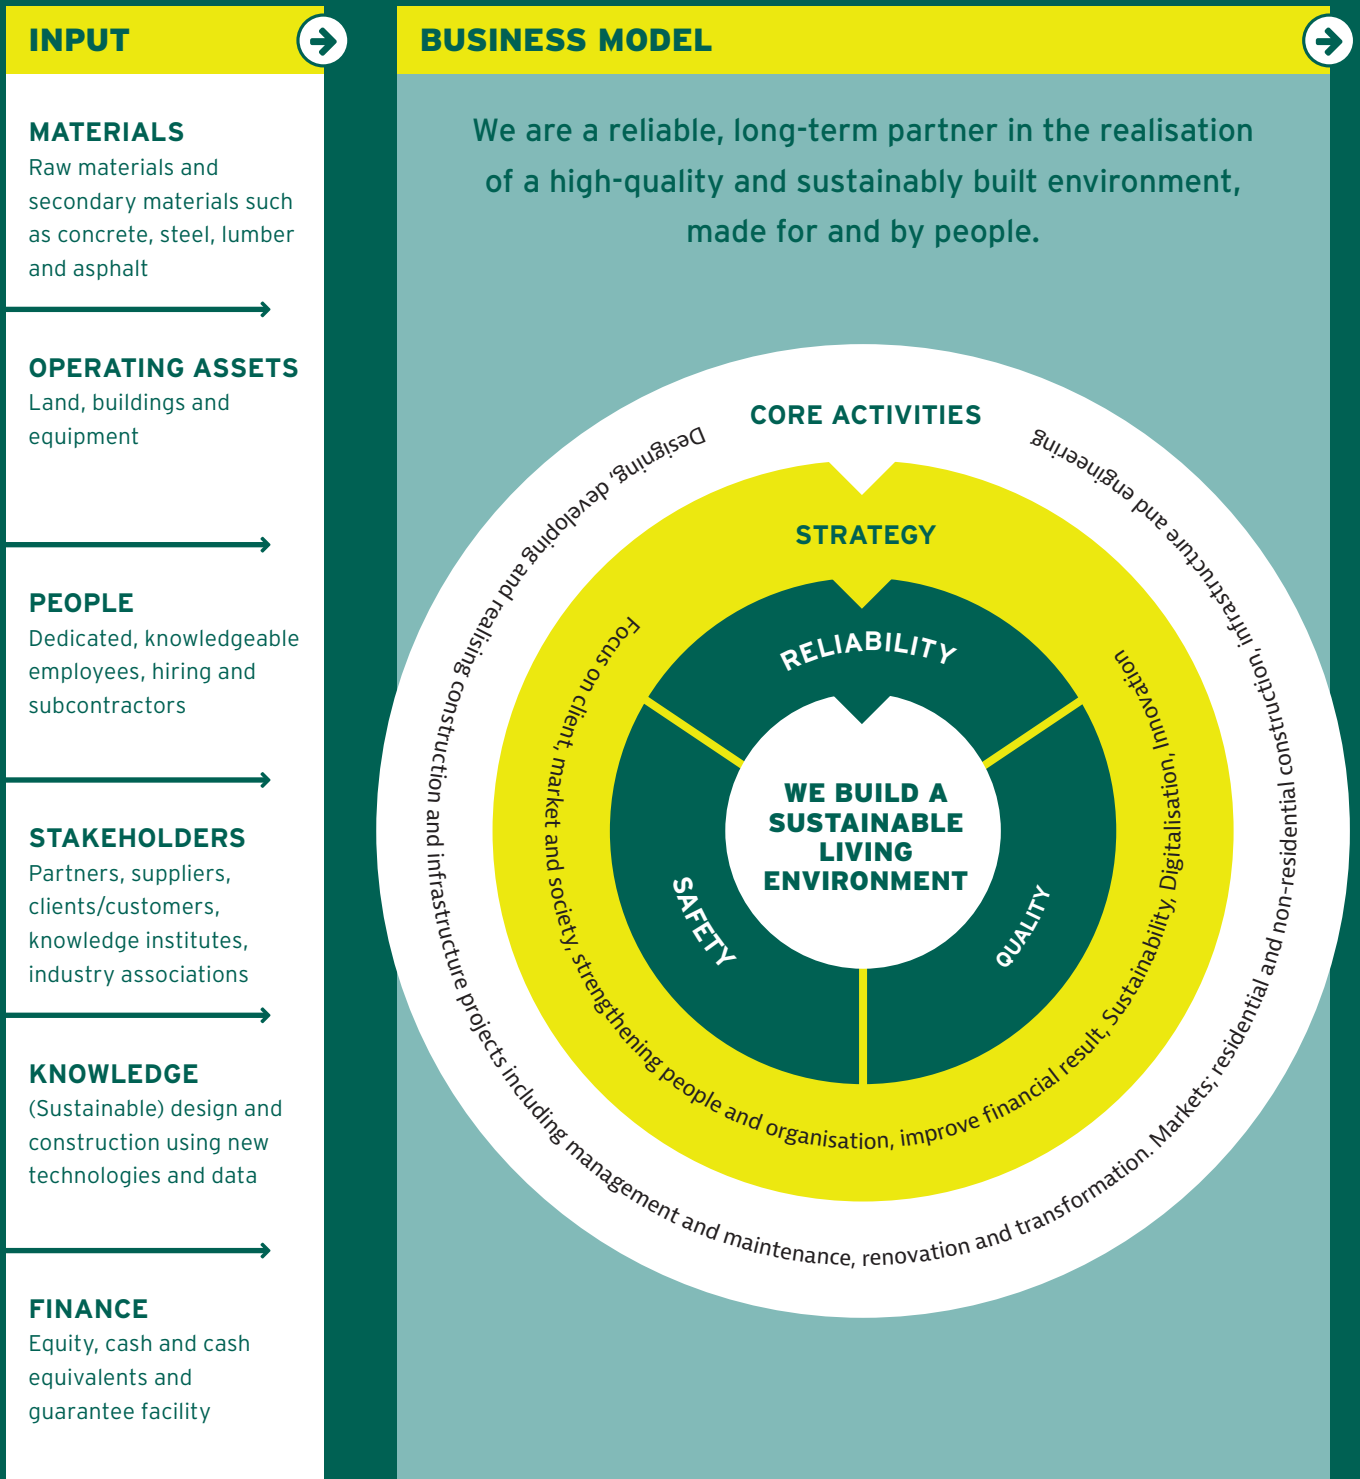 INPUT
MATERIALS
Raw materials and
secondary materials such
as concrete, steel, lumber
and asphalt
OPERATING ASSETS
Land, buildings and
equipment
PEOPLE
Dedicated, knowledgeable
employees, hiring and
subcontractors
STAKEHOLDERS
Partners, suppliers,
clients/customers,
knowledge institutes,
industry associations
KNOWLEDGE
(Sustainable) design and
construction using new
technologies and data
FINANCE
Equity, cash and cash
equivalents and
guarantee facility
BUSINESS MODEL
We are a reliable, long-term partner in the realisation
of a high-quality and sustainably built environment,
made for and by people.
CORE ACTIVITIES
Designing, developing and realising construction and infrastructure projects including management and maintenance, renovation and transformation. Markets; residential and non-residential construction, infrastructure and engineering
STRATEGY
Focus on client, market and society, strengthening people and organisation, improve financial result, Sustainability, Digitalisation, Innovation
RELIABILITY
SAFETY
QUALITY
WE BUILD A
SUSTAINABLE
LIVING
ENVIRONMENT